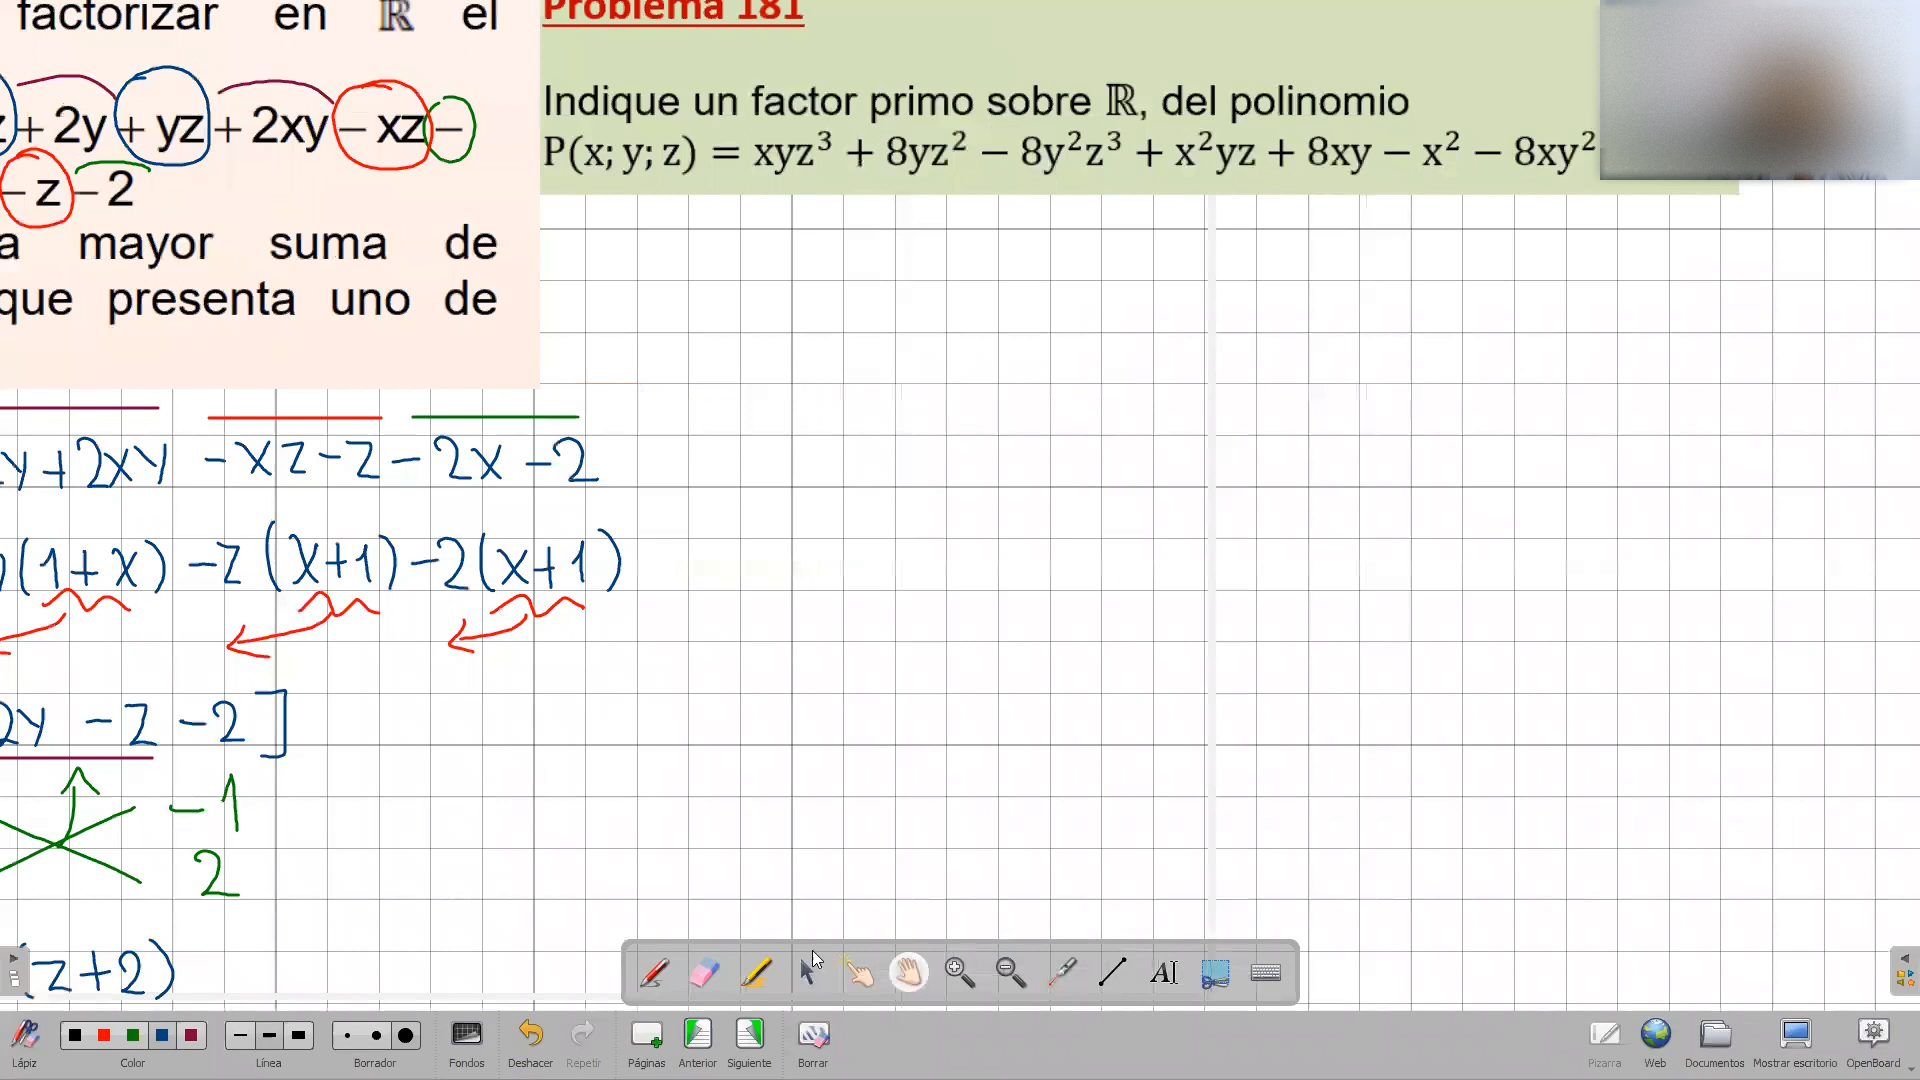 factorizar en ℝ el
+ 2y + yz + 2xy – xz –
– z – 2
mayor suma de
que presenta uno de
Problema 181
Indique un factor primo sobre ℝ, del polinomio
P(x; y; z) = xyz³ + 8yz² − 8y²z³ + x²yz + 8xy − x² − 8xy²
y + 2xy - xz - z - 2x - 2
(1+x) - z (x+1) - 2(x+1)
2y - z - 2 ]
- 1
2
(z+2)
AI
Lápiz
Color
Línea
Borrador
Fondos
Deshacer
Repetir
Páginas
Anterior
Siguiente
Borrar
Pizarra
Web
Documentos
Mostrar escritorio
OpenBoard